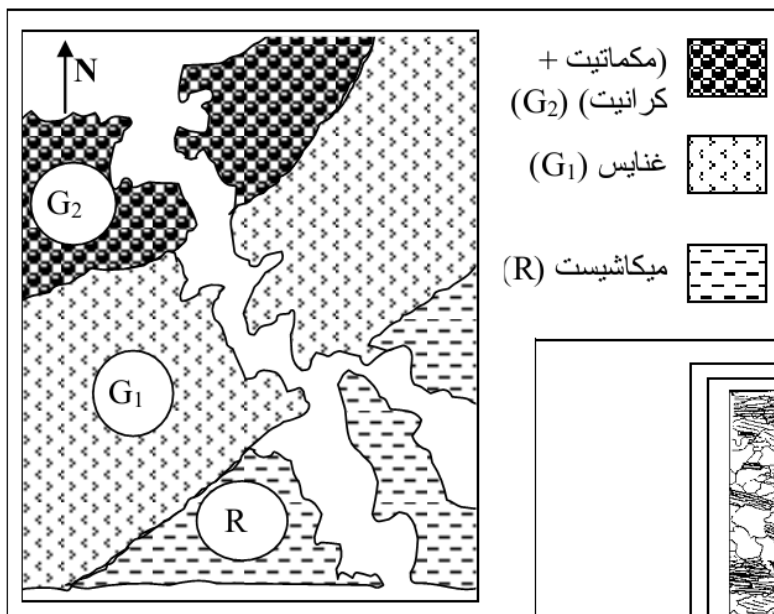 N
G₂
G₁
R
(مكماتيت +
كرانيت) (G₂)
غنايس (G₁)
ميكاشيست (R)